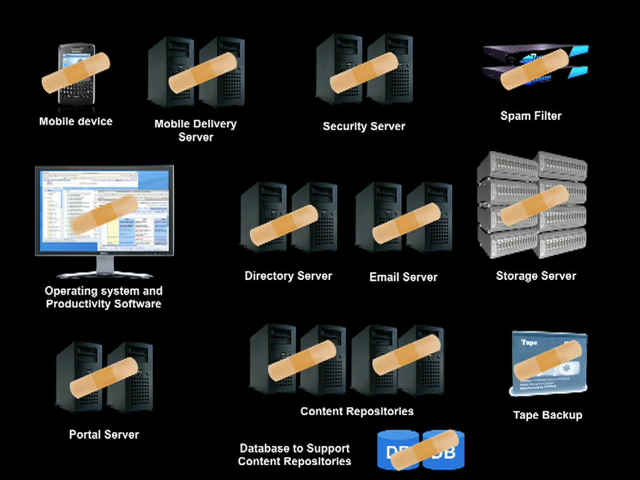 Mobile device
Mobile Delivery
Server
Security Server
Spam Filter
Operating system and
Productivity Software
Directory Server
Email Server
Storage Server
Portal Server
Content Repositories
Tape
Tape Backup
Database to Support
Content Repositories
DB